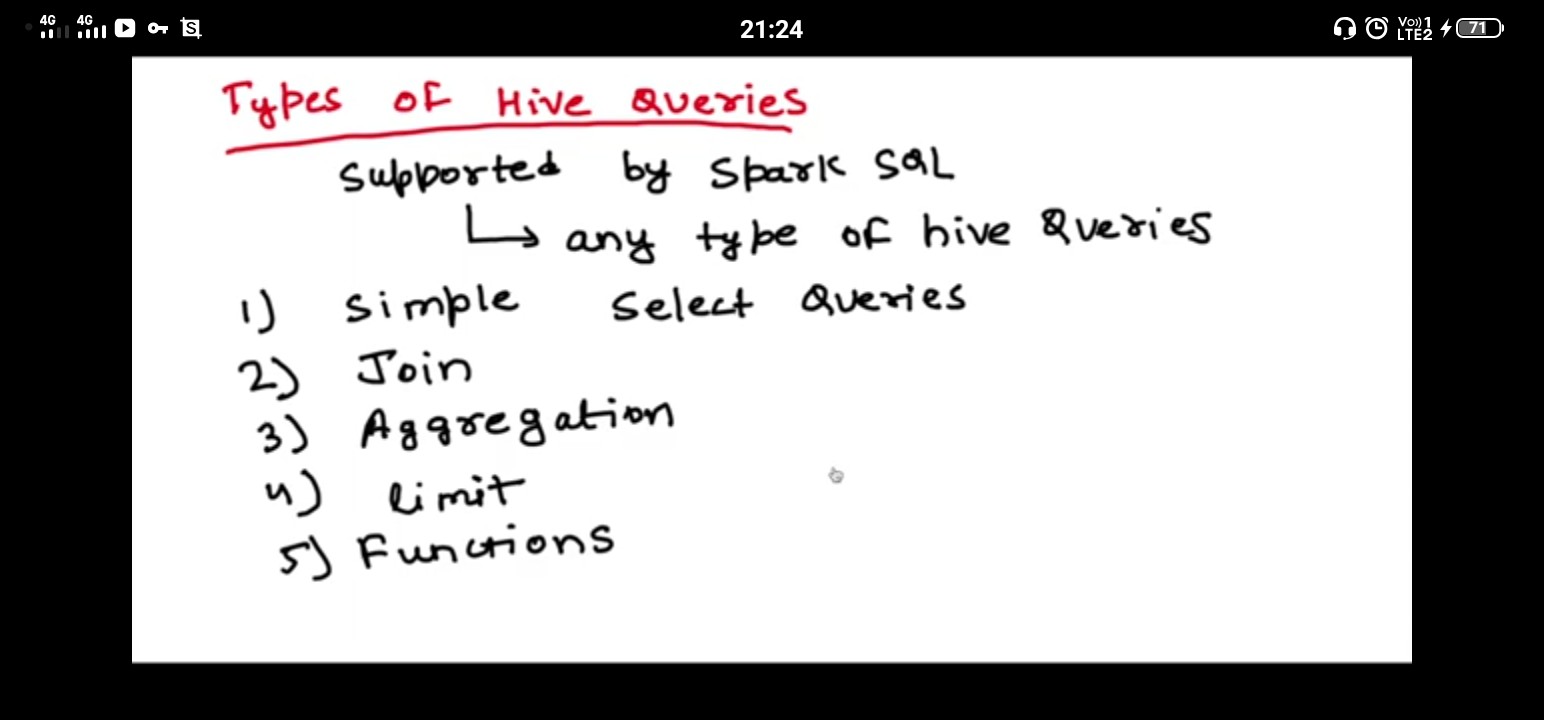 4G 4G 21:24 Vo)) 1 LTE2 71
Types of Hive Queries
Supported by Spark SQL
any type of hive Queries
1) Simple Select Queries
2) Join
3) Aggregation
4) limit
5) Functions